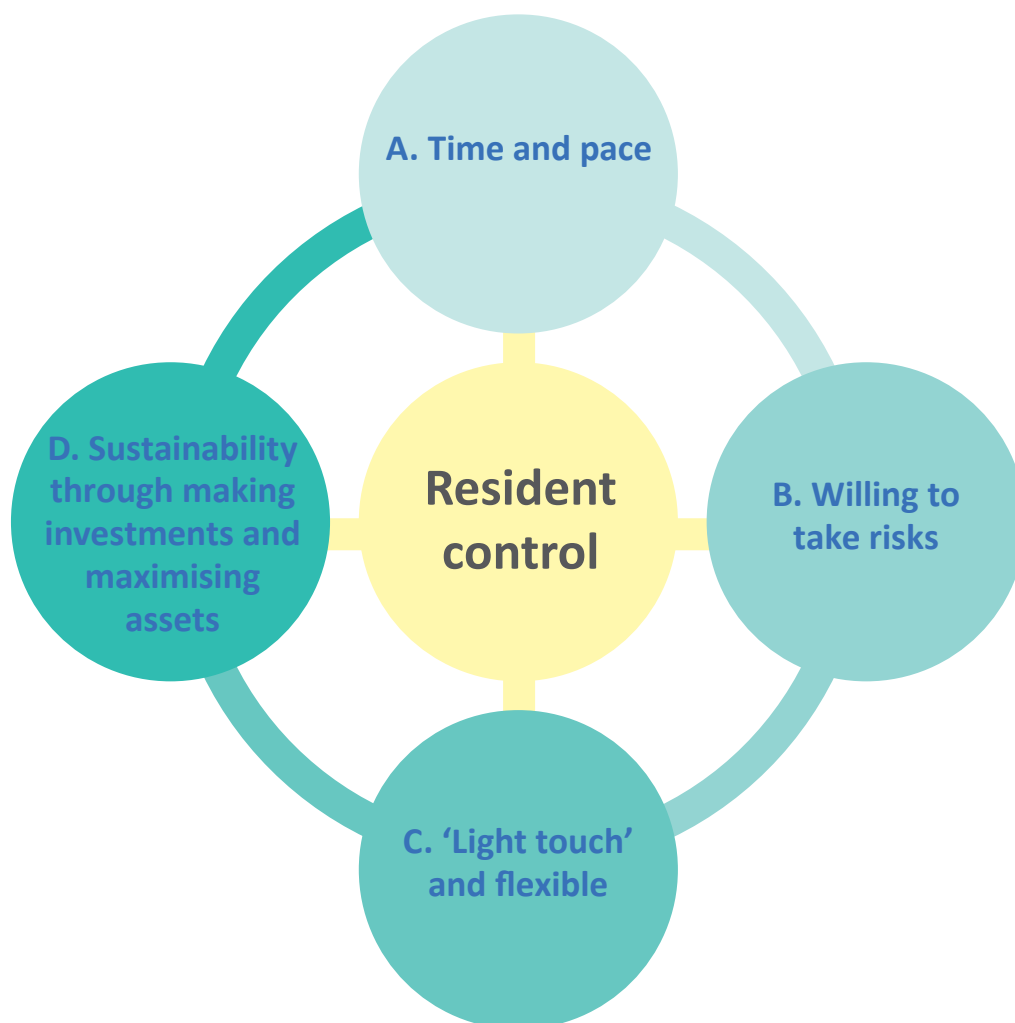 A. Time and pace
D. Sustainability
through making
investments and
maximising
assets
Resident
control
B. Willing to
take risks
C. ‘Light touch’
and flexible